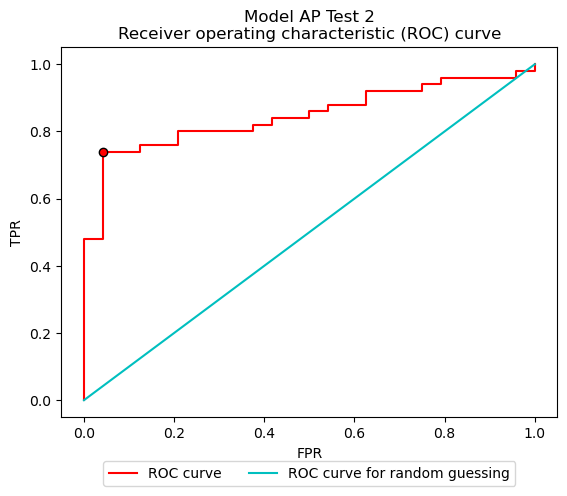 Model AP Test 2
Receiver operating characteristic (ROC) curve
1.0
0.8
0.6
0.4
0.2
0.0
TPR
0.0 0.2 0.4 0.6 0.8 1.0
FPR
ROC curve ROC curve for random guessing